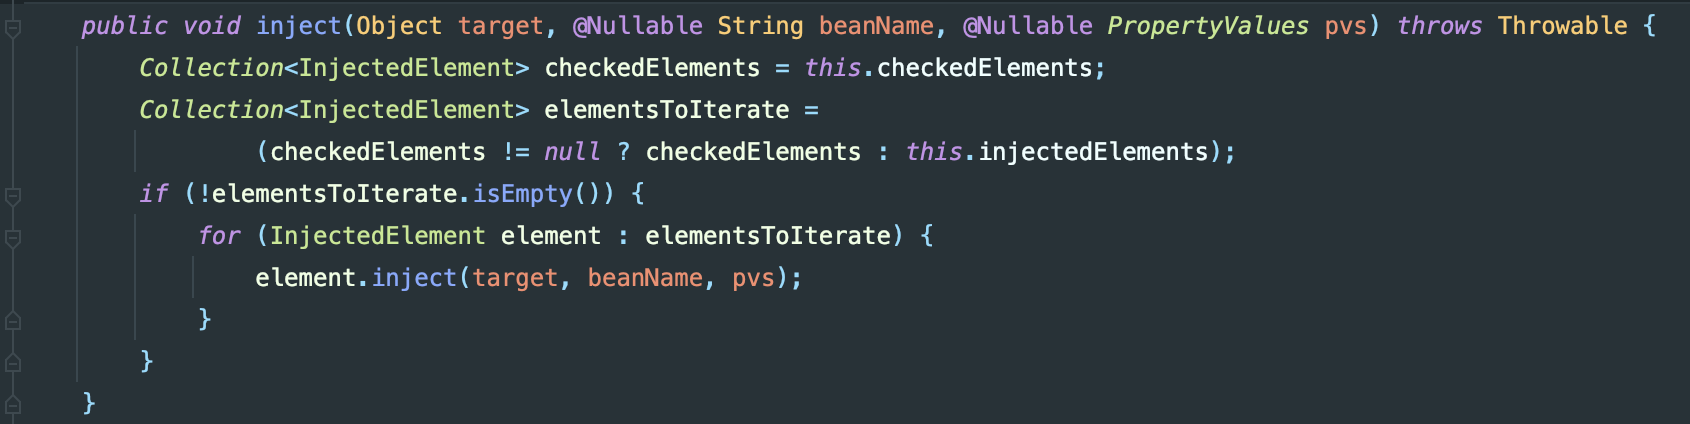 public void inject(Object target, @Nullable String beanName, @Nullable PropertyValues pvs) throws Throwable {
Collection<InjectedElement> checkedElements = this.checkedElements;
Collection<InjectedElement> elementsToIterate =
(checkedElements != null ? checkedElements : this.injectedElements);
if (!elementsToIterate.isEmpty()) {
for (InjectedElement element : elementsToIterate) {
element.inject(target, beanName, pvs);
}
}
}